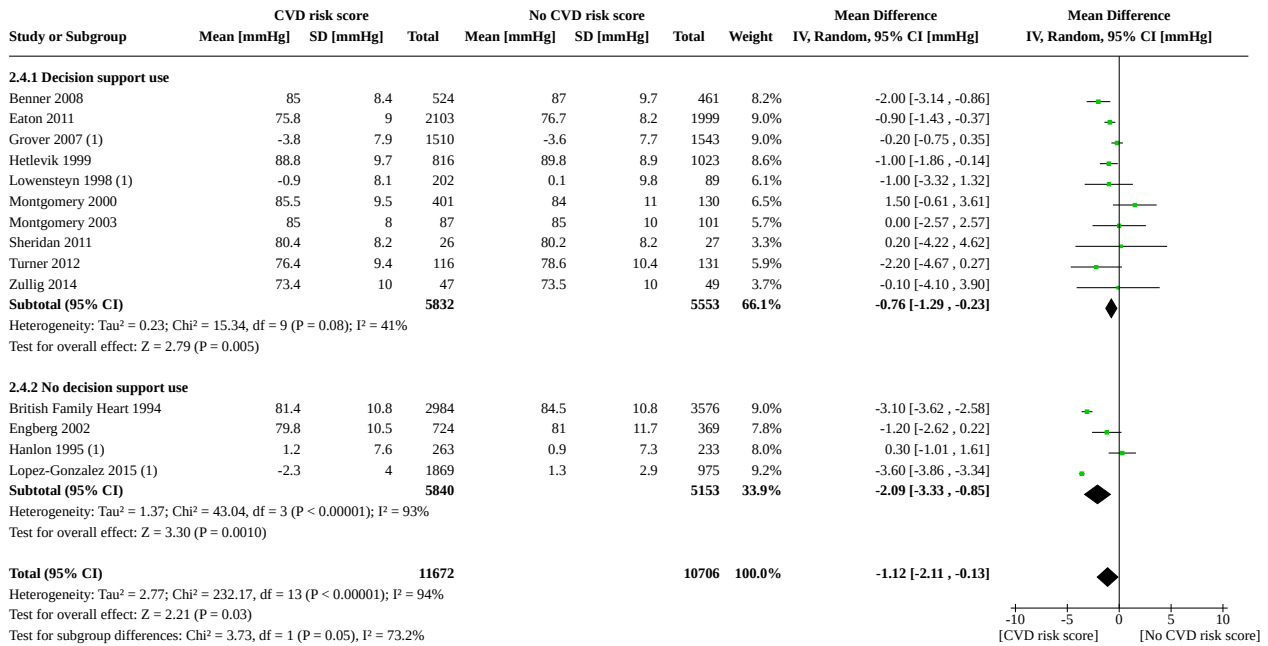 CVD risk score No CVD risk score Mean Difference Mean Difference
Study or Subgroup Mean [mmHg] SD [mmHg] Total Mean [mmHg] SD [mmHg] Total Weight IV, Random, 95% CI [mmHg] IV, Random, 95% CI [mmHg]
2.4.1 Decision support use
Benner 2008 85 8.4 524 87 9.7 461 8.2% -2.00 [-3.14 , -0.86]
Eaton 2011 75.8 9 2103 76.7 8.2 1999 9.0% -0.90 [-1.43 , -0.37]
Grover 2007 (1) -3.8 7.9 1510 -3.6 7.7 1543 9.0% -0.20 [-0.75 , 0.35]
Hetlevik 1999 88.8 9.7 816 89.8 8.9 1023 8.6% -1.00 [-1.86 , -0.14]
Lowensteyn 1998 (1) -0.9 8.1 202 0.1 9.8 89 6.1% -1.00 [-3.32 , 1.32]
Montgomery 2000 85.5 9.5 401 84 11 130 6.5% 1.50 [-0.61 , 3.61]
Montgomery 2003 85 8 87 85 10 101 5.7% 0.00 [-2.57 , 2.57]
Sheridan 2011 80.4 8.2 26 80.2 8.2 27 3.3% 0.20 [-4.22 , 4.62]
Turner 2012 76.4 9.4 116 78.6 10.4 131 5.9% -2.20 [-4.67 , 0.27]
Zullig 2014 73.4 10 47 73.5 10 49 3.7% -0.10 [-4.10 , 3.90]
Subtotal (95% CI) 5832 5553 66.1% -0.76 [-1.29 , -0.23]
Heterogeneity: Tau² = 0.23; Chi² = 15.34, df = 9 (P = 0.08); I² = 41%
Test for overall effect: Z = 2.79 (P = 0.005)
2.4.2 No decision support use
British Family Heart 1994 81.4 10.8 2984 84.5 10.8 3576 9.0% -3.10 [-3.62 , -2.58]
Engberg 2002 79.8 10.5 724 81 11.7 369 7.8% -1.20 [-2.62 , 0.22]
Hanlon 1995 (1) 1.2 7.6 263 0.9 7.3 233 8.0% 0.30 [-1.01 , 1.61]
Lopez-Gonzalez 2015 (1) -2.3 4 1869 1.3 2.9 975 9.2% -3.60 [-3.86 , -3.34]
Subtotal (95% CI) 5840 5153 33.9% -2.09 [-3.33 , -0.85]
Heterogeneity: Tau² = 1.37; Chi² = 43.04, df = 3 (P < 0.00001); I² = 93%
Test for overall effect: Z = 3.30 (P = 0.0010)
Total (95% CI) 11672 10706 100.0% -1.12 [-2.11 , -0.13]
Heterogeneity: Tau² = 2.77; Chi² = 232.17, df = 13 (P < 0.00001); I² = 94%
Test for overall effect: Z = 2.21 (P = 0.03)
-10 -5 0 5 10
Test for subgroup differences: Chi² = 3.73, df = 1 (P = 0.05), I² = 73.2%
[CVD risk score] [No CVD risk score]